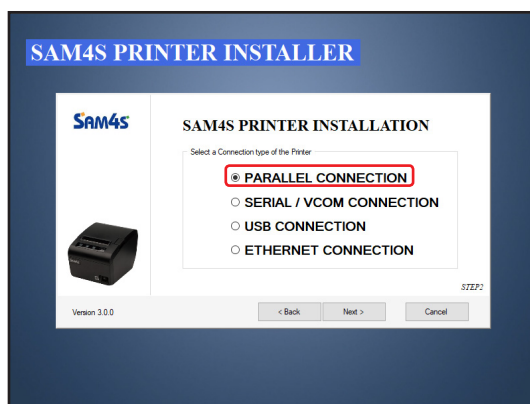 SAM4S PRINTER INSTALLER
SAM4S
SAM4S PRINTER INSTALLATION
Select a Connection type of the Printer
PARALLEL CONNECTION
SERIAL / VCOM CONNECTION
USB CONNECTION
ETHERNET CONNECTION
STEP2
Version 3.0.0
< Back
Next >
Cancel